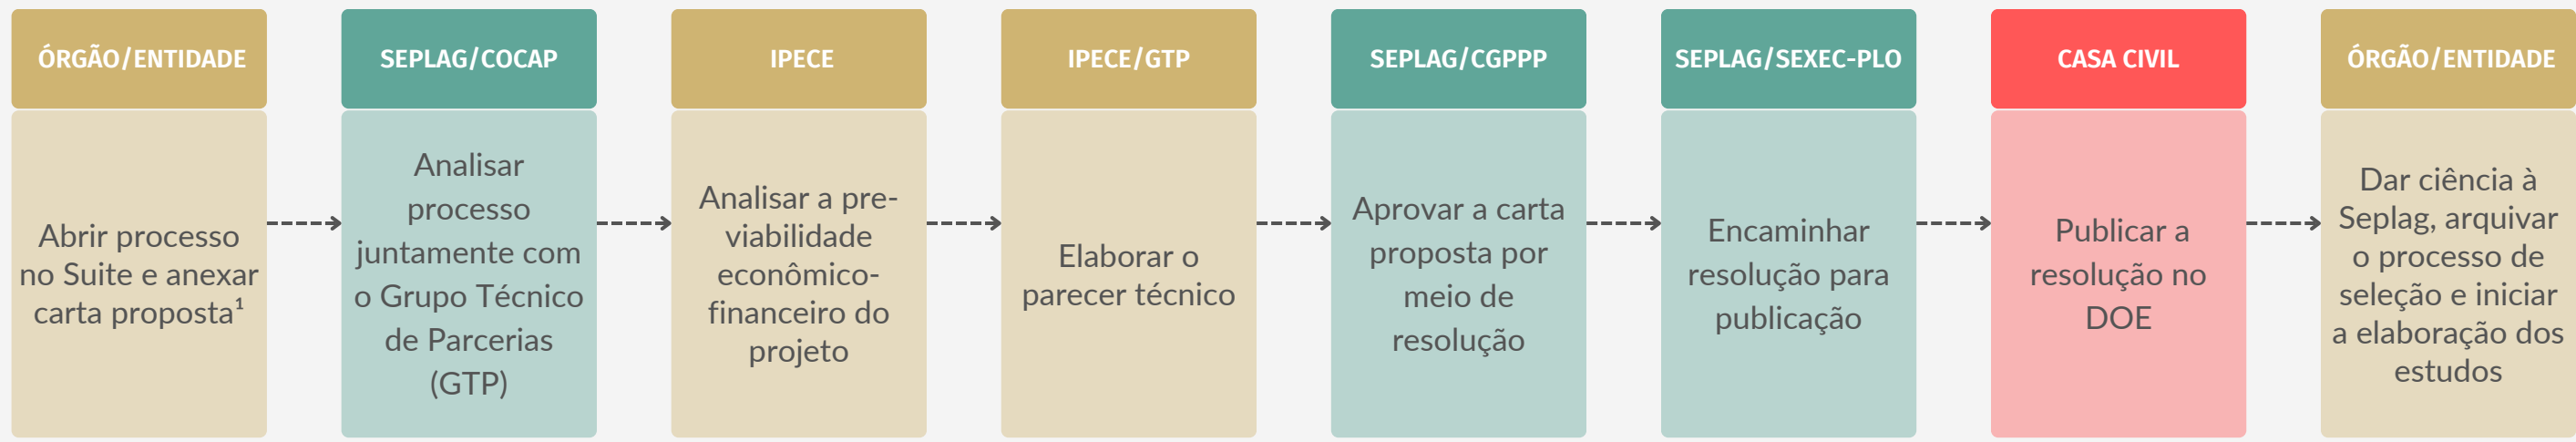 ÓRGÃO/ENTIDADE
Abrir processo
no Suite e anexar
carta proposta¹
SEPLAG/COCAP
Analisar
processo
juntamente com
o Grupo Técnico
de Parcerias
(GTP)
IPECE
Analisar a pre-
viabilidade
econômico-
financeiro do
projeto
IPECE/GTP
Elaborar o
parecer técnico
SEPLAG/CGPPP
Aprovar a carta
proposta por
meio de
resolução
SEPLAG/SEXEC-PLO
Encaminhar
resolução para
publicação
CASA CIVIL
Publicar a
resolução no
DOE
ÓRGÃO/ENTIDADE
Dar ciência à
Seplag, arquivar
o processo de
seleção e iniciar
a elaboração dos
estudos